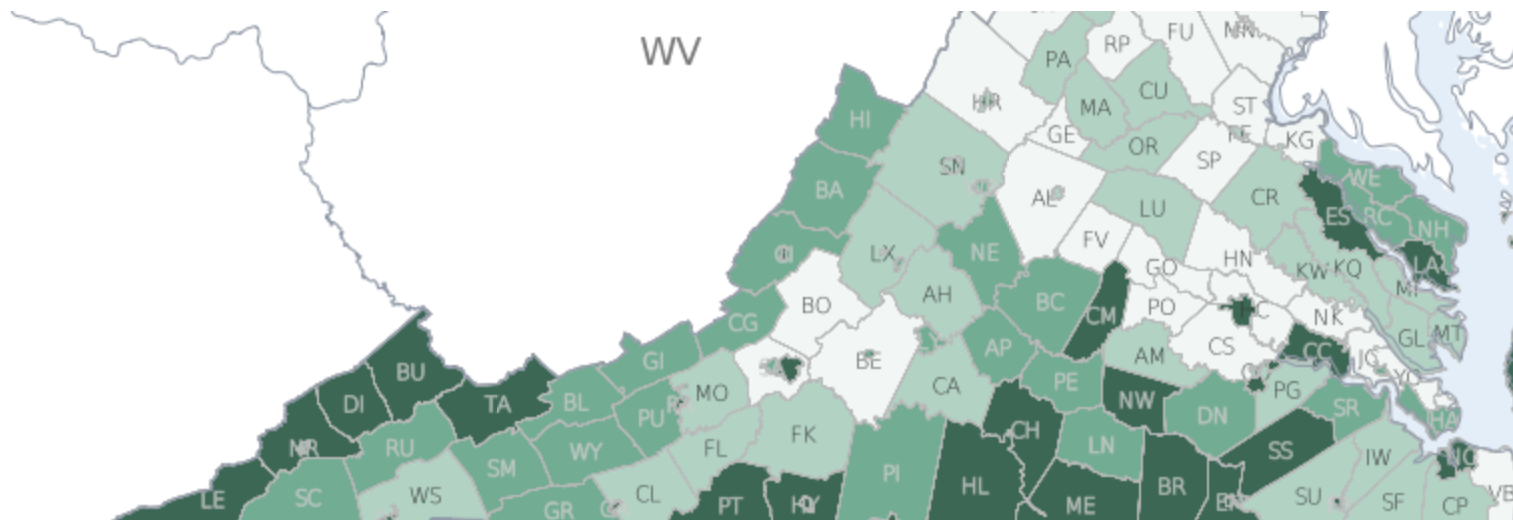 WV
PA
RP
FU
CU
MA
ST
HI
GE
OR
SP
KG
SN
BA
AL
LU
CR
WE
ES
RC
NH
FV
NE
LX
HN
GO
KW
KQ
LA
AH
BC
BO
CM
PO
NK
GL
MT
CG
AP
CS
CC
JC
GI
BE
AM
BU
MO
CA
PE
PG
DI
TA
BL
PU
NW
DN
SR
HA
RU
WY
FL
FK
CH
LN
SS
IW
SM
PI
HL
ME
BR
LE
SC
WS
GR
CL
PT
SU
SF
CP
VB